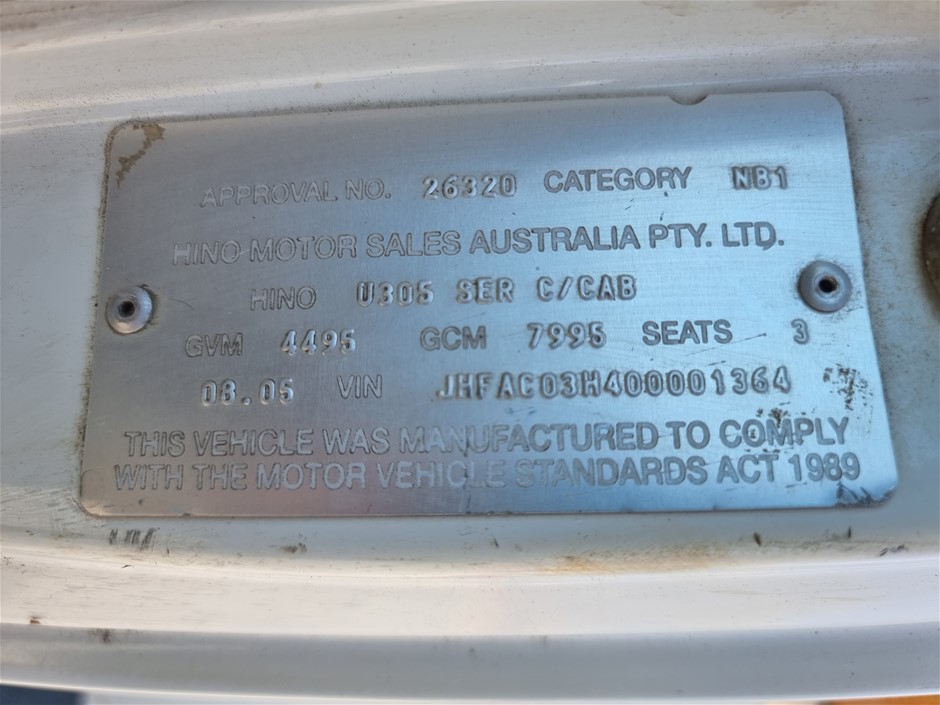 APPROVAL NO. 26320 CATEGORY NB1
HINO MOTOR SALES AUSTRALIA PTY. LTD.
HINO U305 SER C/CAB
GVM 4495 GCM 7995 SEATS 3
08.05 VIN JHFAC03H400001364
THIS VEHICLE WAS MANUFACTURED TO COMPLY
WITH THE MOTOR VEHICLE STANDARDS ACT 1989